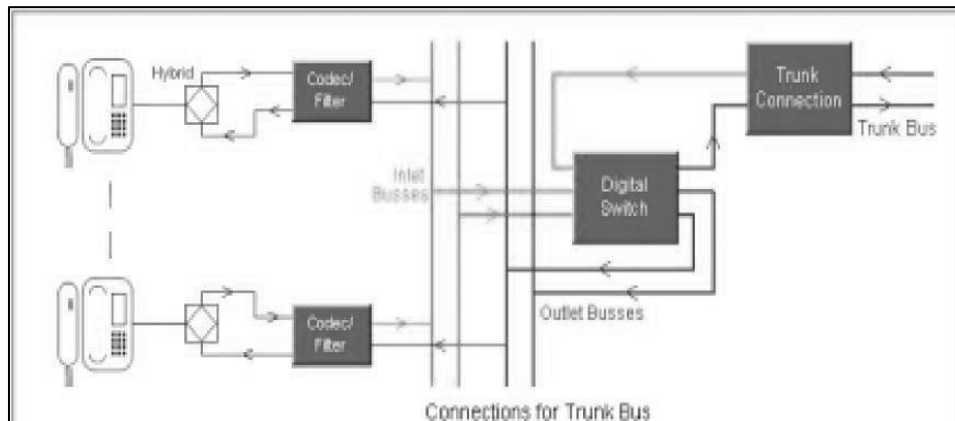 Hybrid
Codec/
Filter
Trunk
Connection
Trunk Bus
Inlet
Busses
Digital
Switch
Codec/
Filter
Outlet Busses
Connections for Trunk Bus